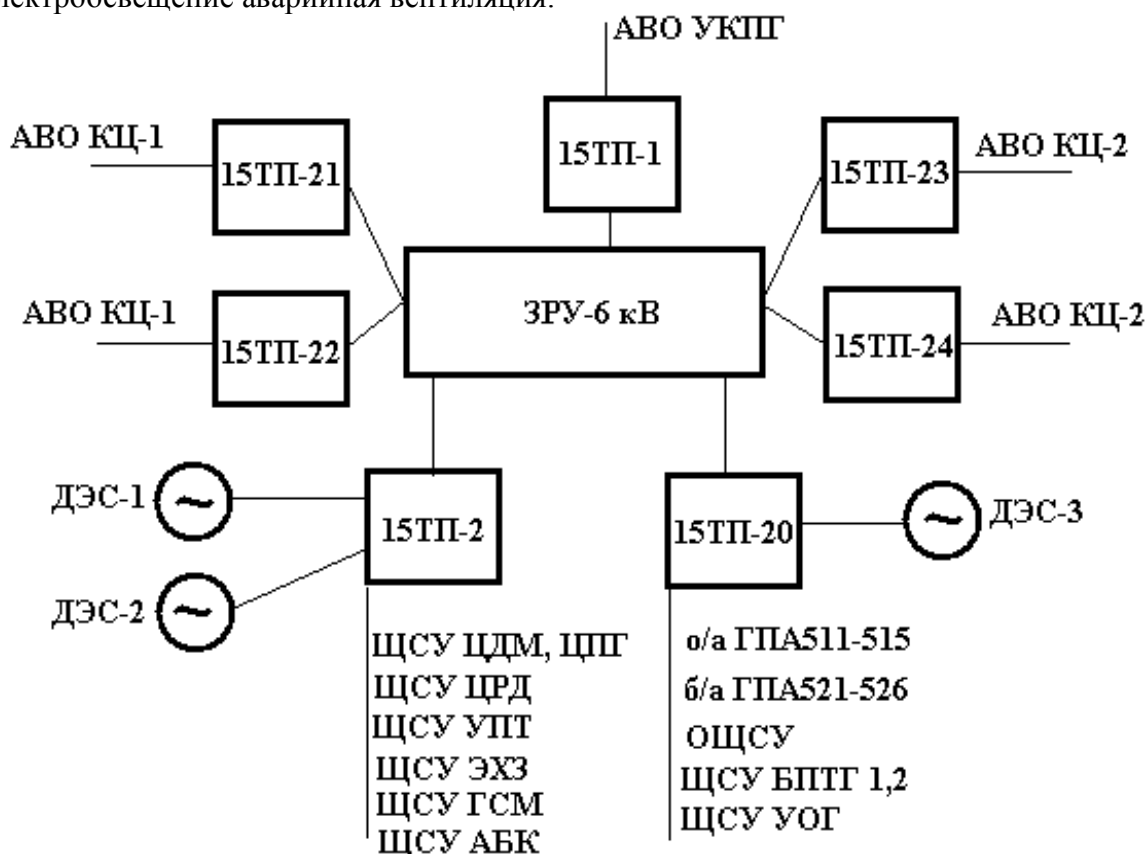 электроосвещение аварийная вентиляция.
АВО УКПГ
АВО КЦ-1
15ТП-21
15ТП-1
15ТП-23
АВО КЦ-2
АВО КЦ-1
15ТП-22
ЗРУ-6 кВ
15ТП-24
АВО КЦ-2
ДЭС-1
~
15ТП-2
15ТП-20
~
ДЭС-3
ДЭС-2
~
ЩСУ ЦДМ, ЦПГ
ЩСУ ЦРД
ЩСУ УПТ
ЩСУ ЭХЗ
ЩСУ ГСМ
ЩСУ АБК
о/а ГПА511-515
б/а ГПА521-526
ОЩСУ
ЩСУ БПТГ 1,2
ЩСУ УОГ